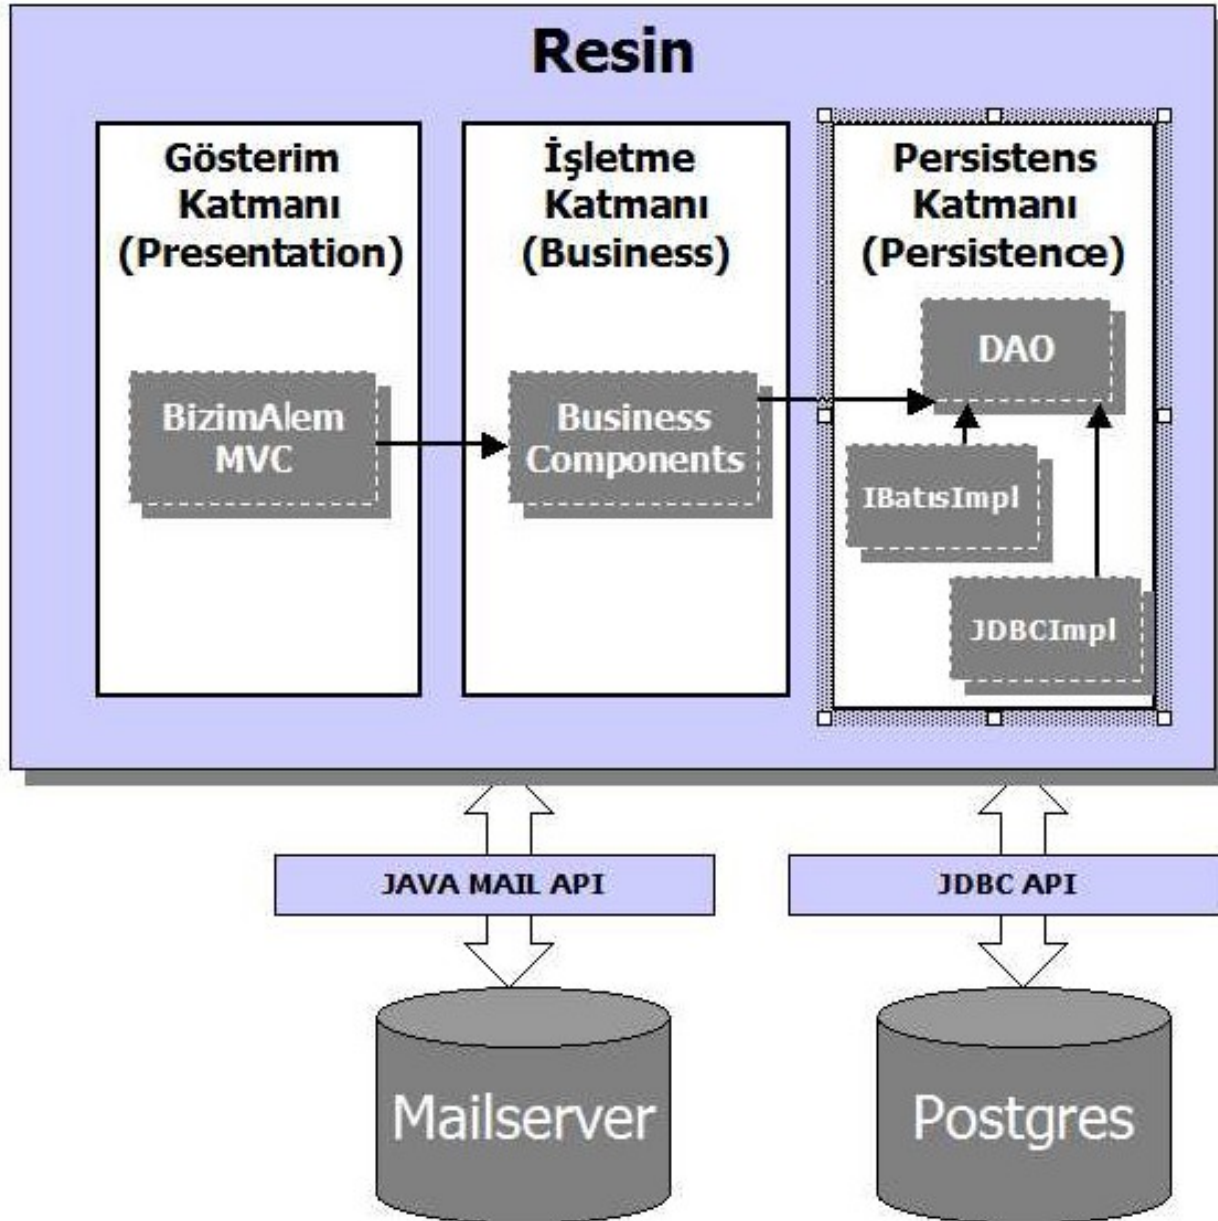 Resin
Gösterim
Katmanı
(Presentation)
İşletme
Katmanı
(Business)
Persistens
Katmanı
(Persistence)
BizimAlem
MVC
Business
Components
DAO
IBatısImpl
JDBCImpl
JAVA MAIL API
JDBC API
Mailserver
Postgres